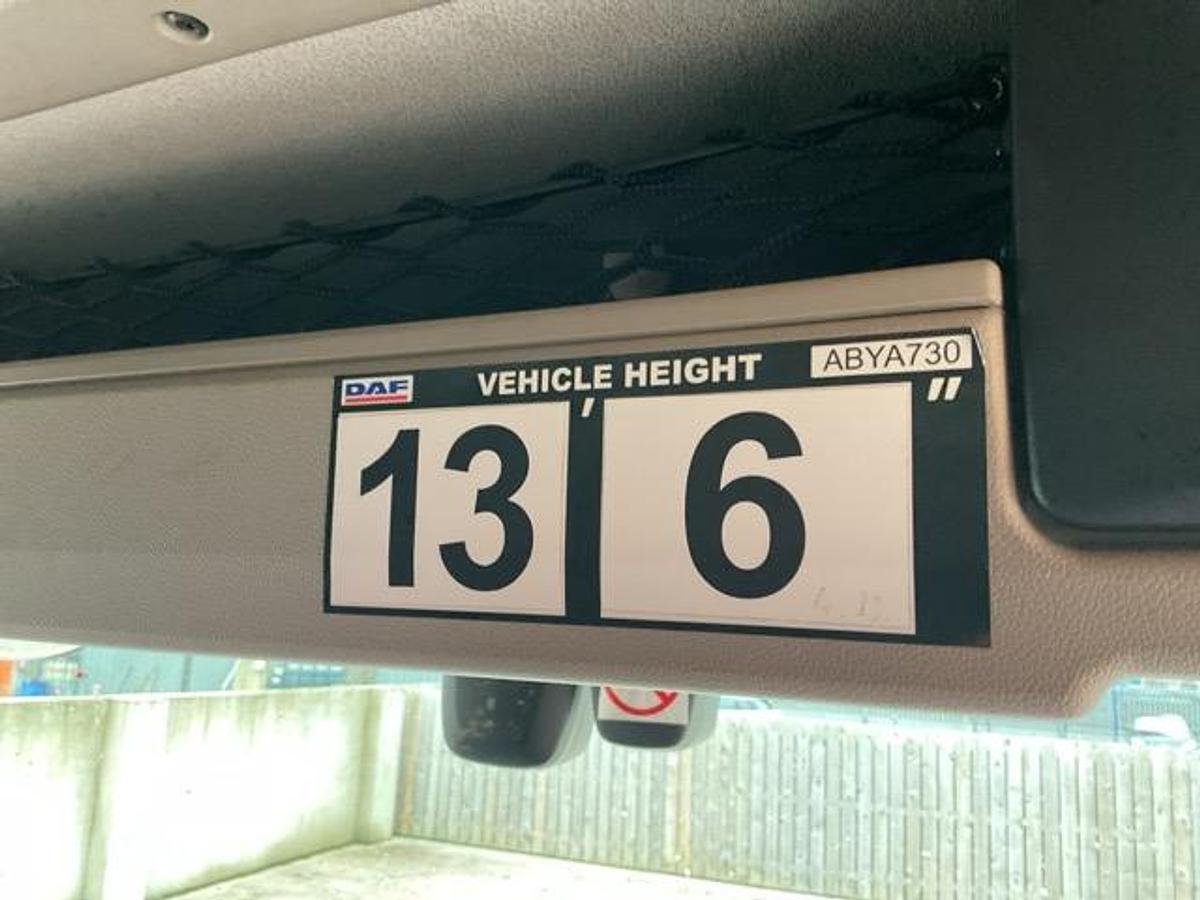 DAF VEHICLE HEIGHT ABYA730
13' 6"